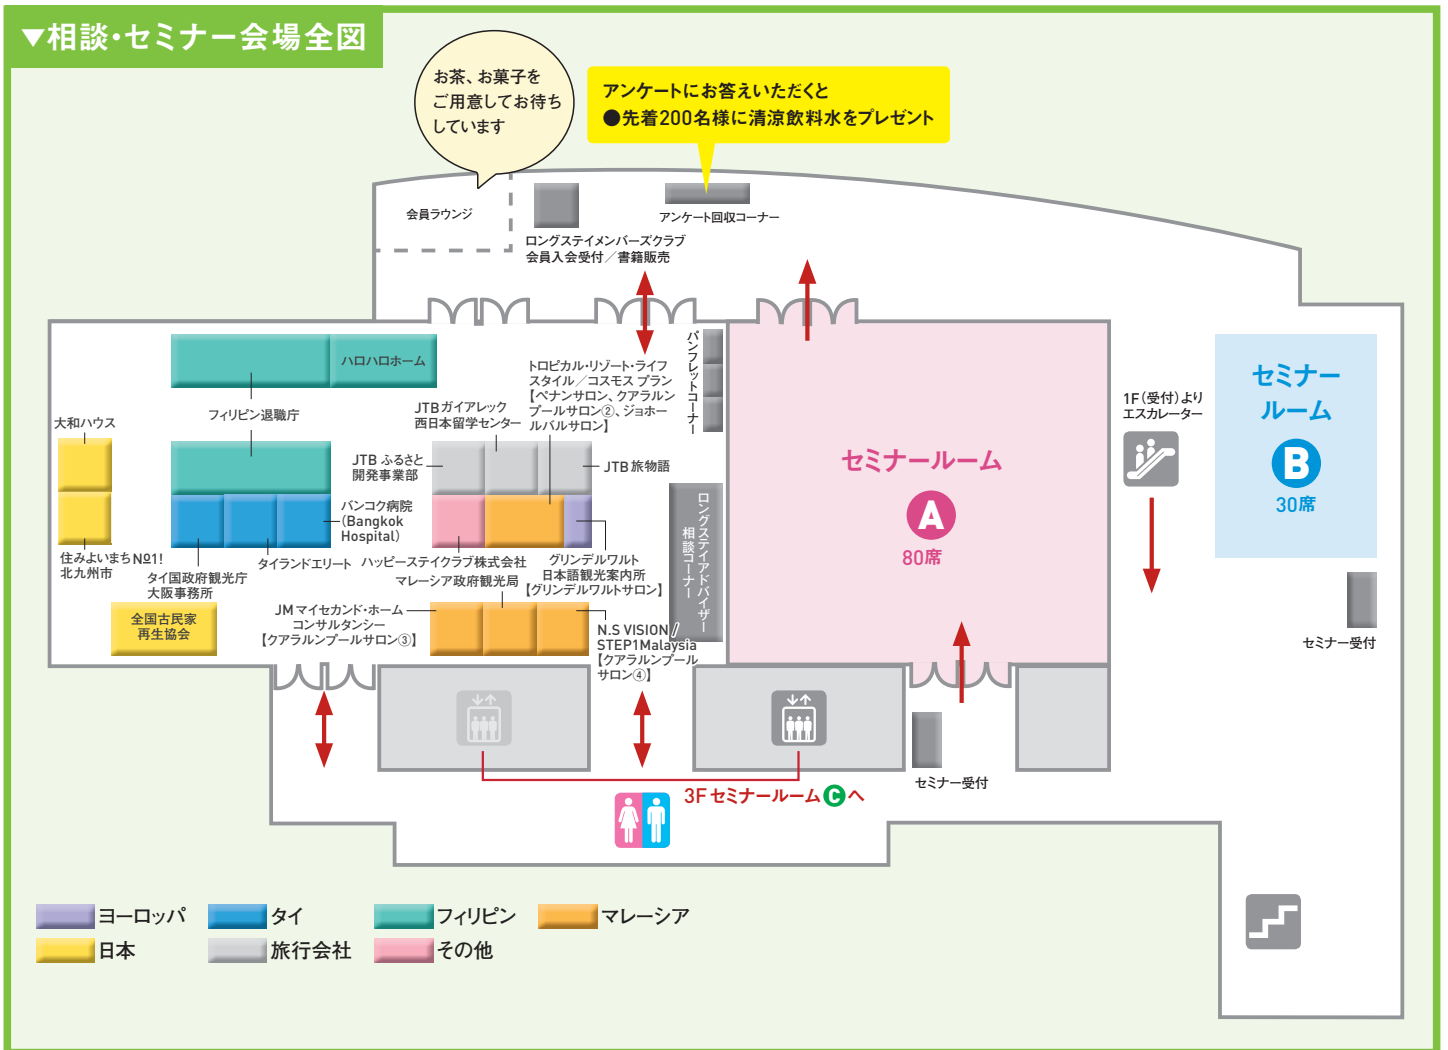 ▼相談・セミナー会場全図
お茶、お菓子を
ご用意してお待ち
しています
アンケートにお答えいただくと
●先着200名様に清涼飲料水をプレゼント
会員ラウンジ
ロングステイメンバーズクラブ
会員入会受付／書籍販売
アンケート回収コーナー
ハロハロホーム
フィリピン退職庁
大和ハウス
住みよいまちNo1!
北九州市
全国古民家
再生協会
タイ国政府観光庁
大阪事務所
タイランドエリート
バンコク病院
(Bangkok
Hospital)
JTBガイアレック
西日本留学センター
JTB ふるさと
開発事業部
トロピカル・リゾート・ライフ
スタイル／コスモス プラン
【ペナンサロン、クアラルン
プールサロン②、ジョホー
ルバルサロン】
JTB 旅物語
ハッピーステイクラブ株式会社
マレーシア政府観光局
グリンデルワルト
日本語観光案内所
【グリンデルワルトサロン】
JMマイセカンド・ホーム
コンサルタンシー
【クアラルンプールサロン③】
N.S VISION /
STEP1Malaysia
【クアラルンプール
サロン④】
パンフレットコーナー
ロングステイアドバイザー
相談コーナー
セミナールーム
A
80席
1F(受付)より
エスカレーター
セミナー
ルーム
B
30席
セミナー受付
セミナー受付
3F セミナールームCへ
ヨーロッパ
タイ
フィリピン
マレーシア
日本
旅行会社
その他